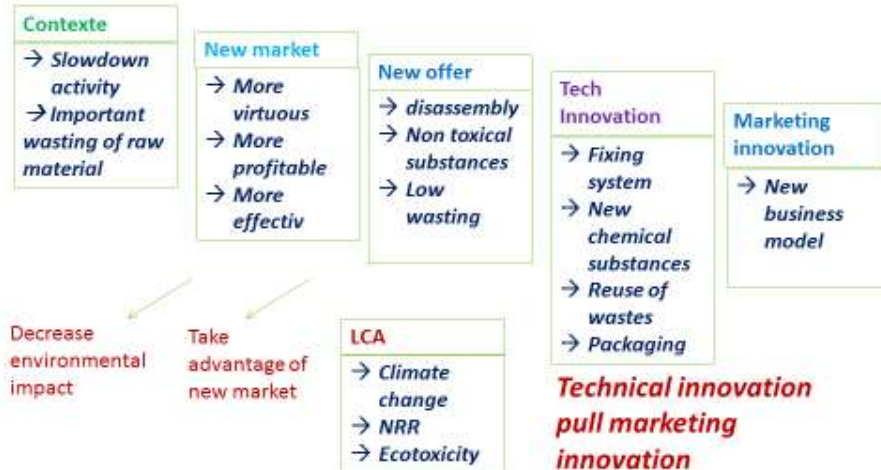 Contexte
→ Slowdown
activity
→ Important
wasting of raw
material
New market
→ More
virtuous
→ More
profitable
→ More
effectiv
New offer
→ disassembly
→ Non toxical
substances
→ Low
wasting
Tech
Innovation
→ Fixing
system
→ New
chemical
substances
→ Reuse of
wastes
→ Packaging
Marketing
innovation
→ New
business
model
Decrease
environmental
impact
Take
advantage of
new market
LCA
→ Climate
change
→ NRR
→ Ecotoxicity
Technical innovation
pull marketing
innovation